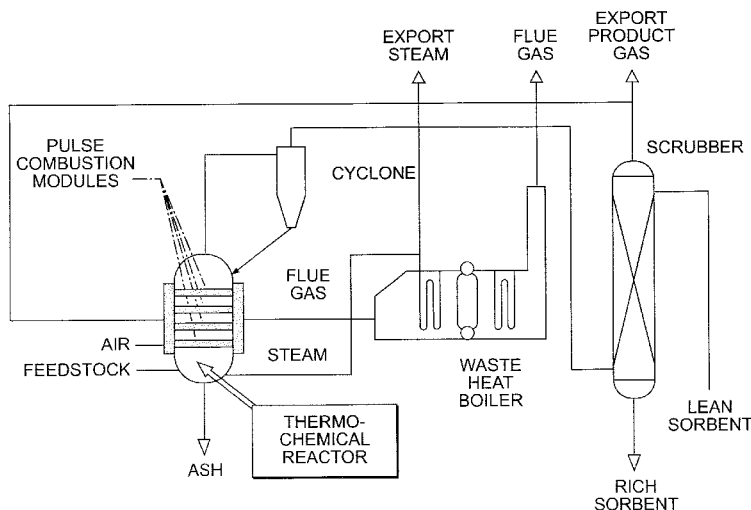 EXPORT
STEAM
FLUE
GAS
EXPORT
PRODUCT
GAS
PULSE
COMBUSTION
MODULES
CYCLONE
SCRUBBER
FLUE
GAS
AIR
FEEDSTOCK
STEAM
WASTE
HEAT
BOILER
LEAN
SORBENT
THERMO-
CHEMICAL
REACTOR
ASH
RICH
SORBENT